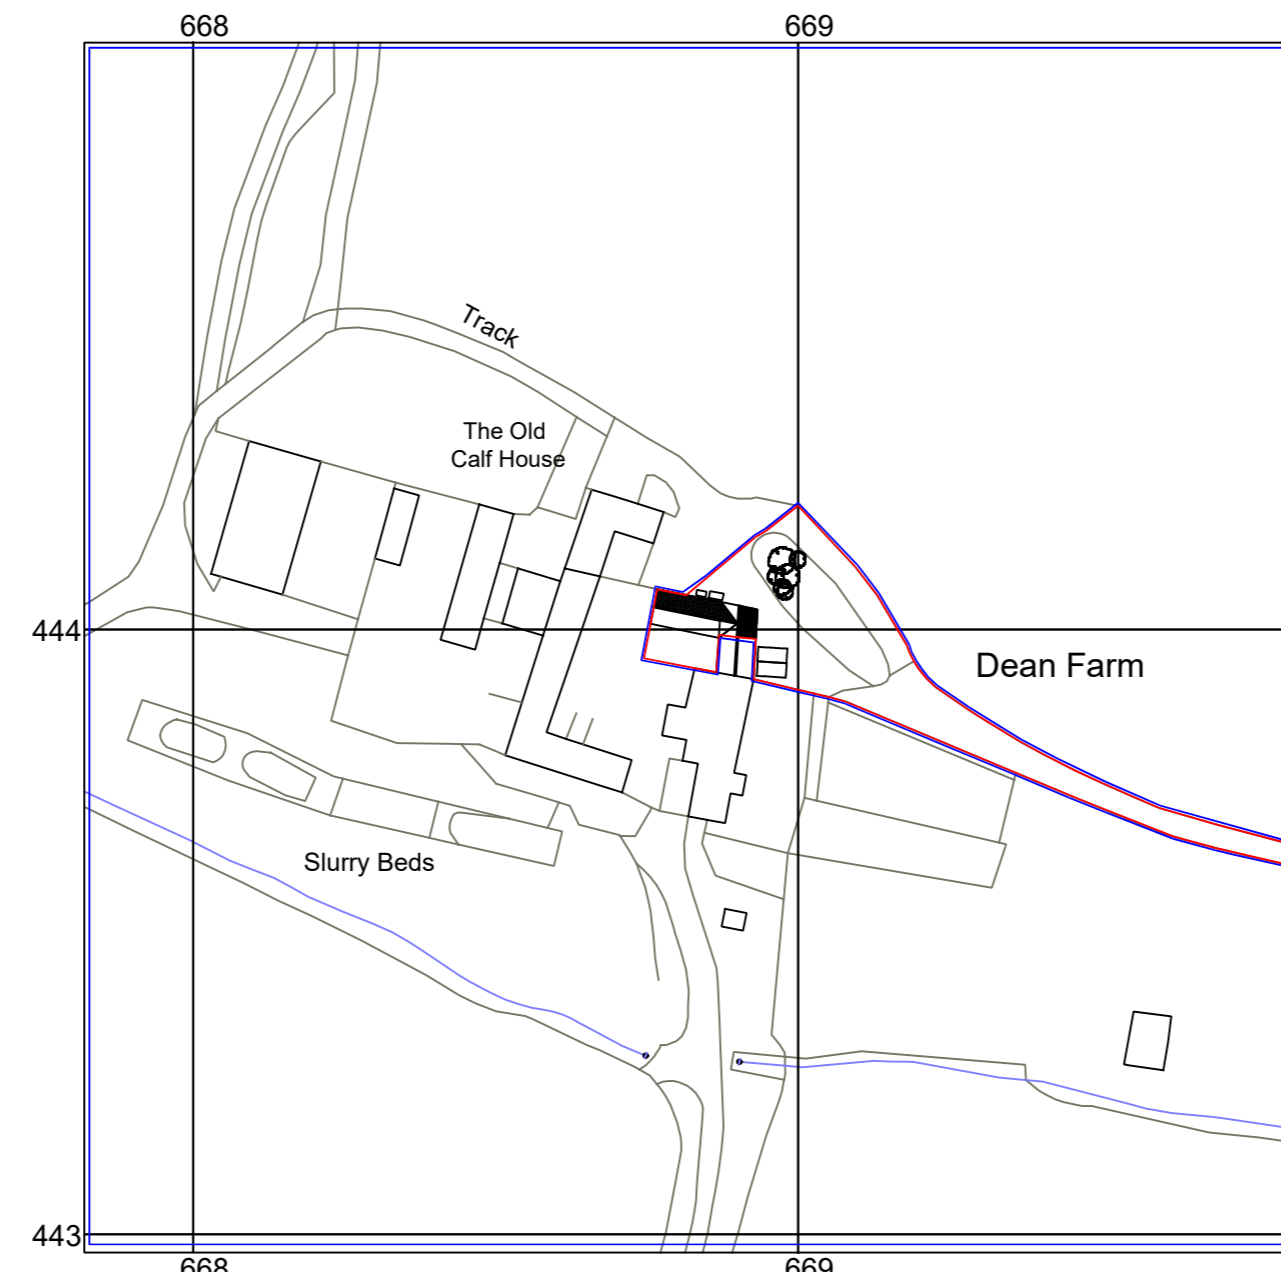 668
669
Track
The Old
Calf House
444
Dean Farm
Slurry Beds
443
668
669